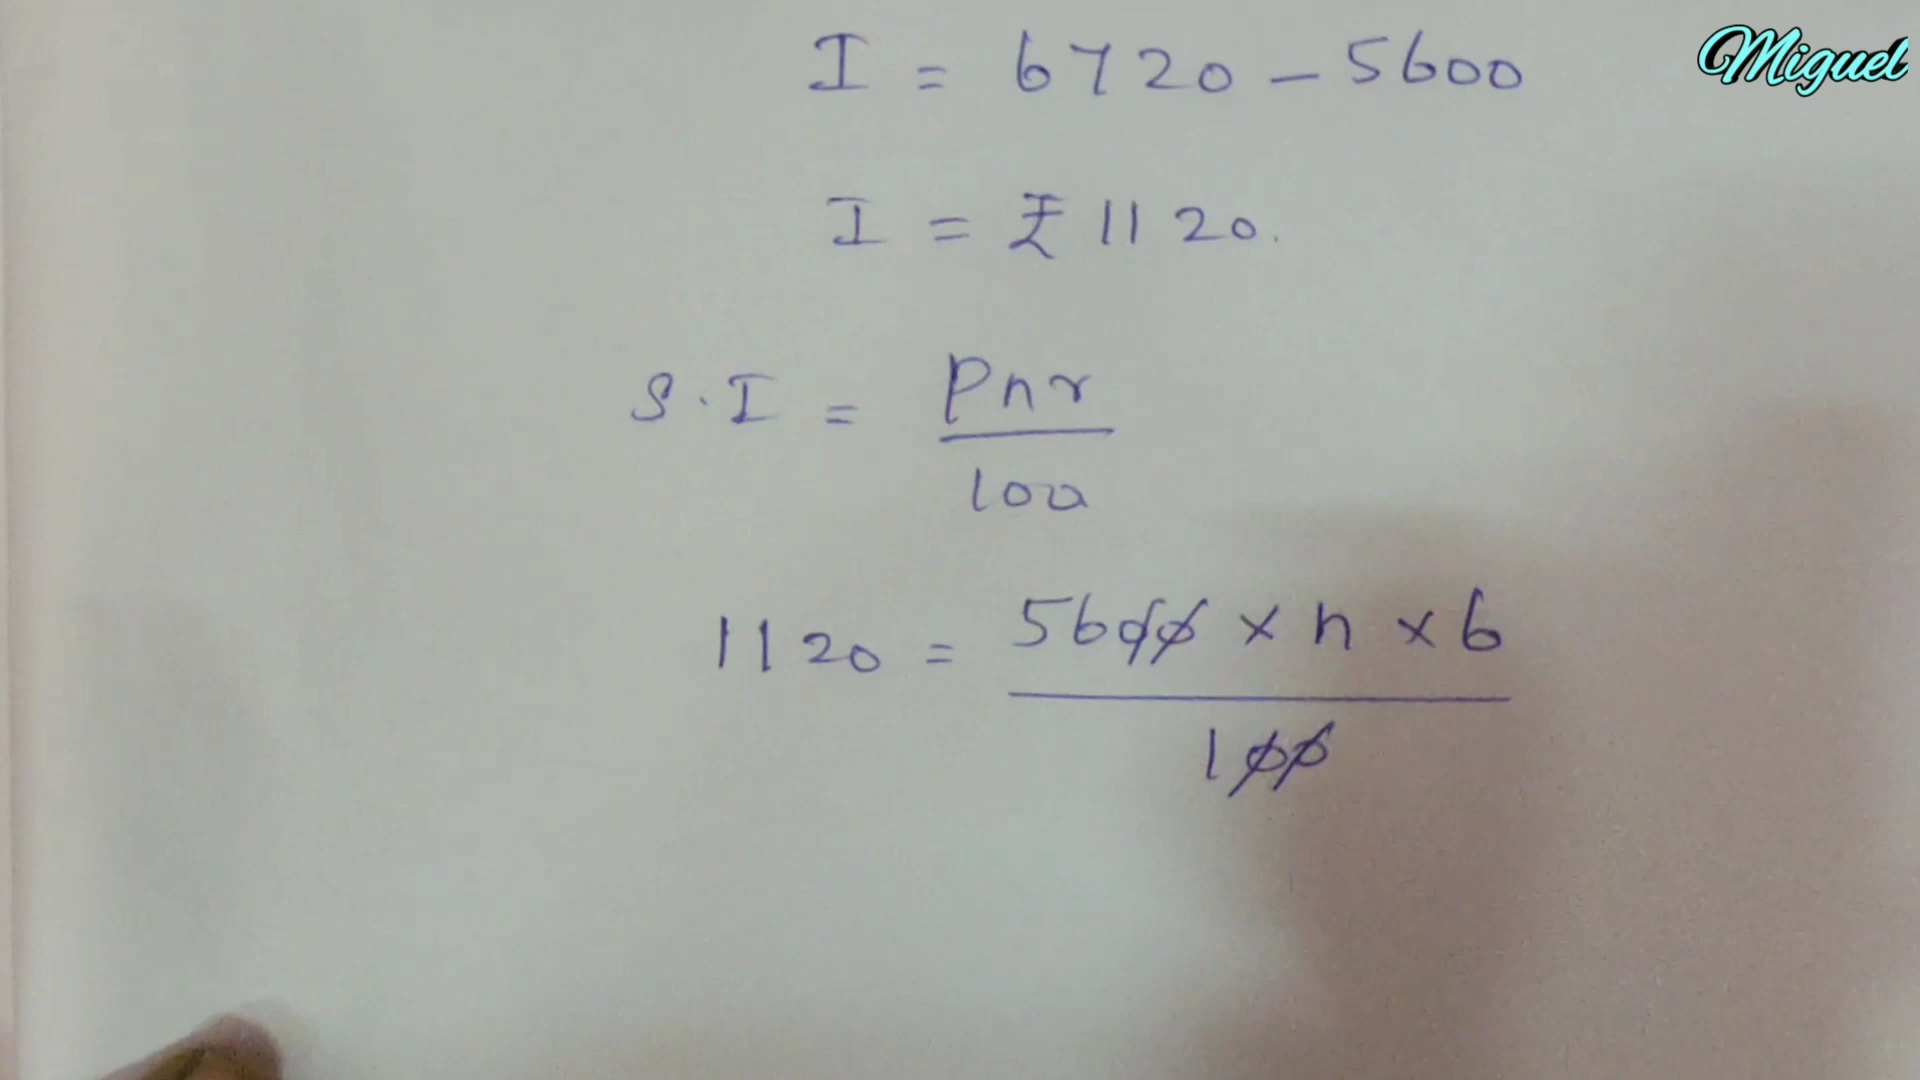 I = 6720 - 5600
Miguel
I = ₹ 1120.
S.I = Pnr
100
1120 = 5600 × n × 6
100